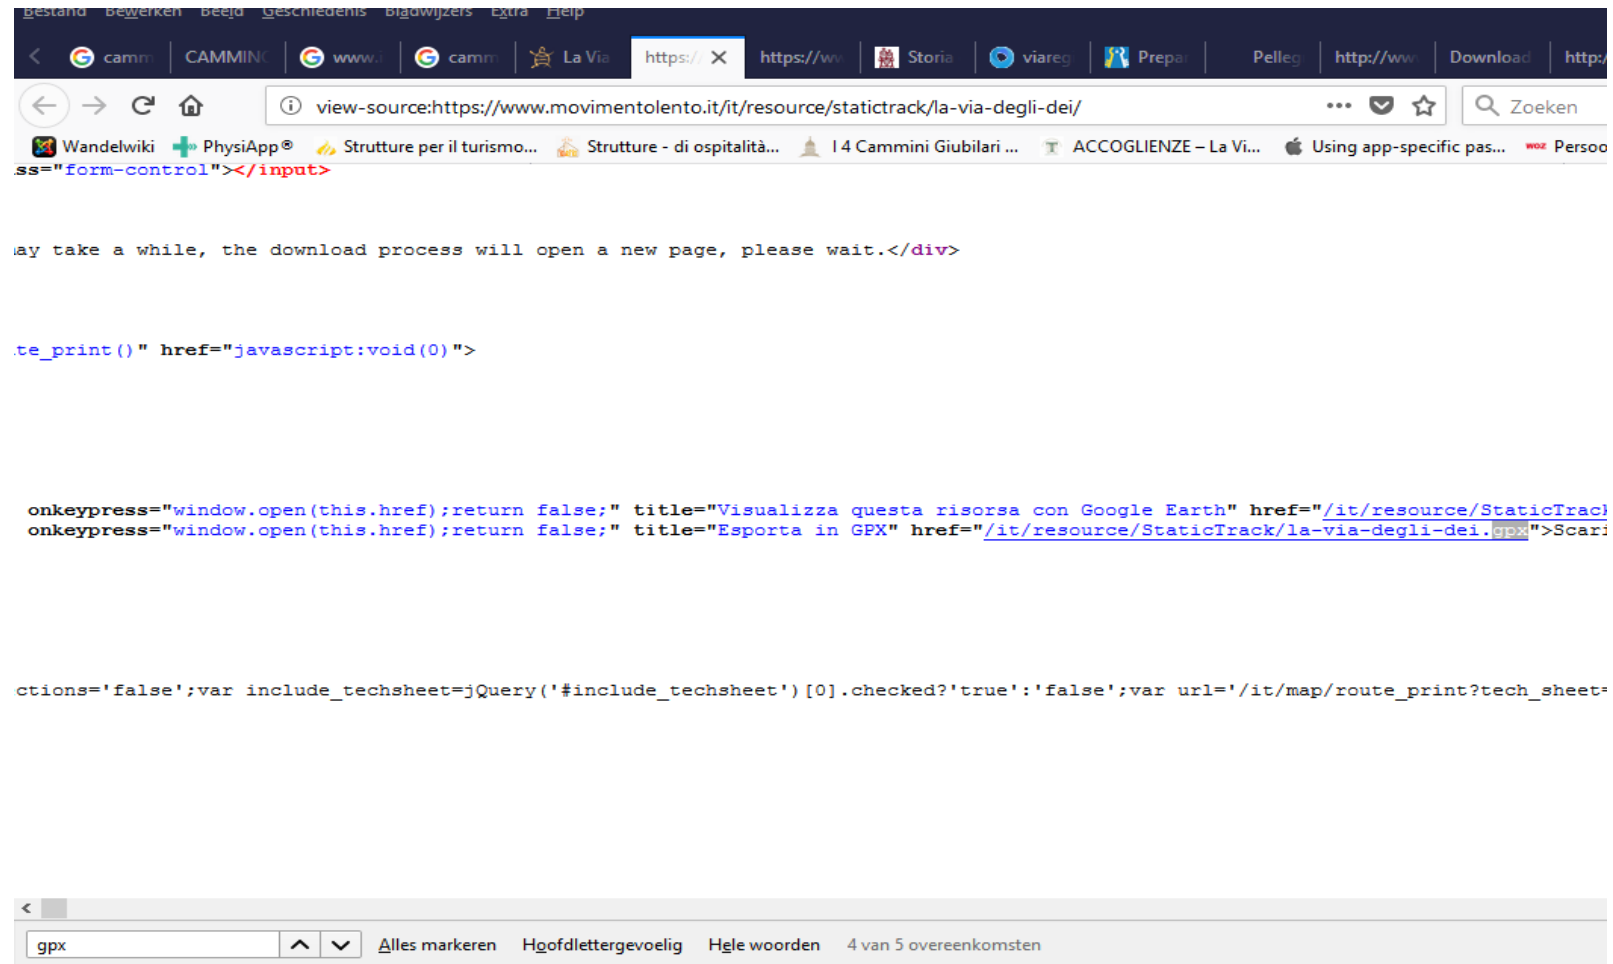 Bestand Bewerken Beeld Geschiedenis Bladwijzers Extra Help
camm CAMMINO www.i camm La Via https:// https://ww Storia viareg Prepar Pelleg http://www Download http:/
view-source:https://www.movimentolento.it/it/resource/statictrack/la-via-degli-dei/ Zoeken
Wandelwiki PhysiApp® Strutture per il turismo... Strutture - di ospitalità... I 4 Cammini Giubilari ... ACCOGLIENZE – La Vi... Using app-specific pas... woz Persoo
ss="form-control"></input>
ay take a while, the download process will open a new page, please wait.</div>
te_print()" href="javascript:void(0)">
onkeypress="window.open(this.href);return false;" title="Visualizza questa risorsa con Google Earth" href="/it/resource/StaticTrack
onkeypress="window.open(this.href);return false;" title="Esporta in GPX" href="/it/resource/StaticTrack/la-via-degli-dei.gpx">Scari
ctions='false';var include_techsheet=jQuery('#include_techsheet')[0].checked?'true':'false';var url='/it/map/route_print?tech_sheet=
gpx Alles markeren Hoofdlettergevoelig Hele woorden 4 van 5 overeenkomsten